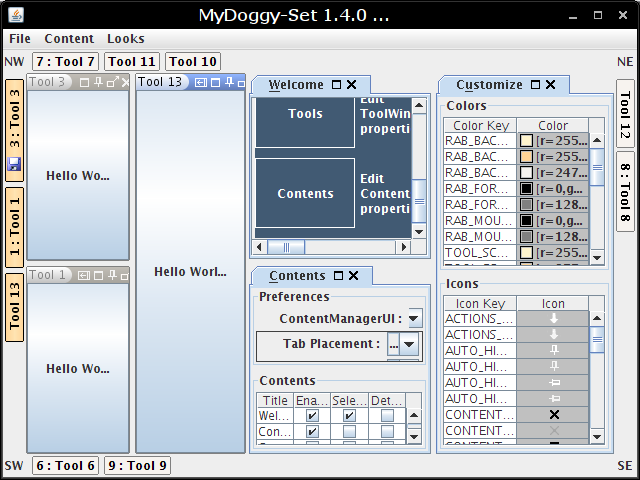 MyDoggy-Set 1.4.0 ...
File Content Looks
NW 7 : Tool 7 Tool 11 Tool 10 NE
3 : Tool 3
1 : Tool 1
Tool 13
Tool 3
Hello Wo...
Tool 1
Hello Wo...
Tool 13
Hello Worl...
Welcome
Tools
Edit
ToolWin
properti
Contents
Edit
Content
properti
Contents
Preferences
ContentManagerUI :
Tab Placement : ...
Contents
Title Ena... Sele... Det...
Wel...
Con...
Customize
Colors
Color Key Color
RAB_BAC... [r=255...
RAB_BAC... [r=255...
RAB_BAC... [r=247...
RAB_FOR... [r=0,g...
RAB_FOR... [r=128...
RAB_MOU... [r=0,g...
RAB_MOU... [r=128...
TOOL_SC... [r=255...
Icons
Icon Key Icon
ACTIONS_...
ACTIONS_...
AUTO_HI...
AUTO_HI...
AUTO_HI...
AUTO_HI...
CONTENT...
CONTENT...
Tool 12
8 : Tool 8
SW 6 : Tool 6 9 : Tool 9 SE